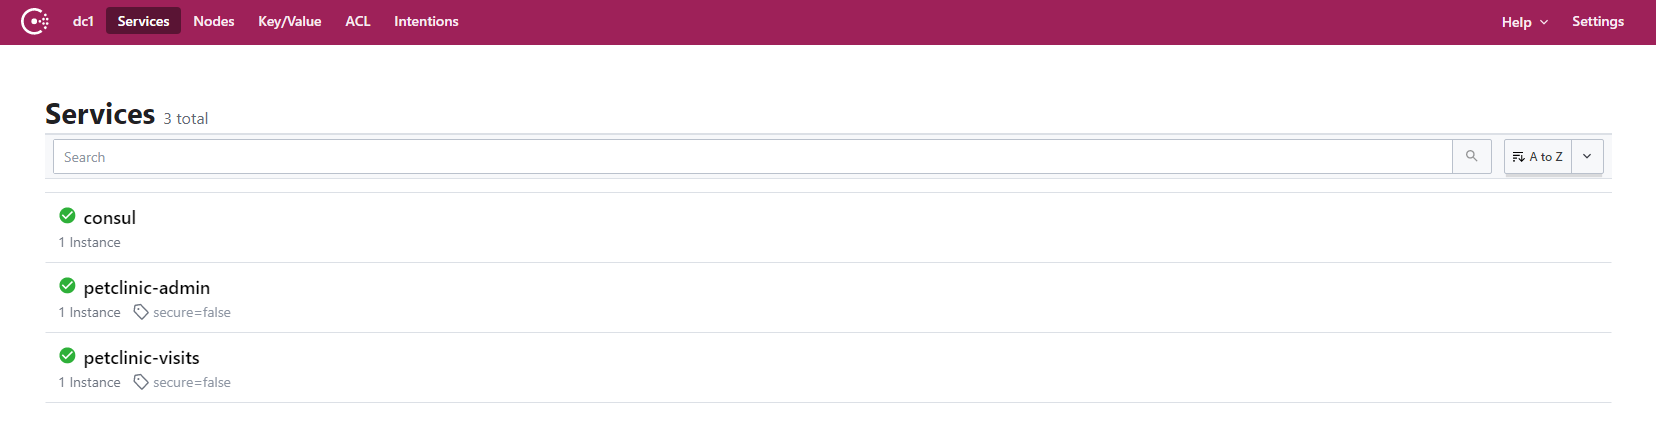 dc1 Services Nodes Key/Value ACL Intentions Help Settings
Services 3 total
Search A to Z
consul
1 Instance
petclinic-admin
1 Instance secure=false
petclinic-visits
1 Instance secure=false